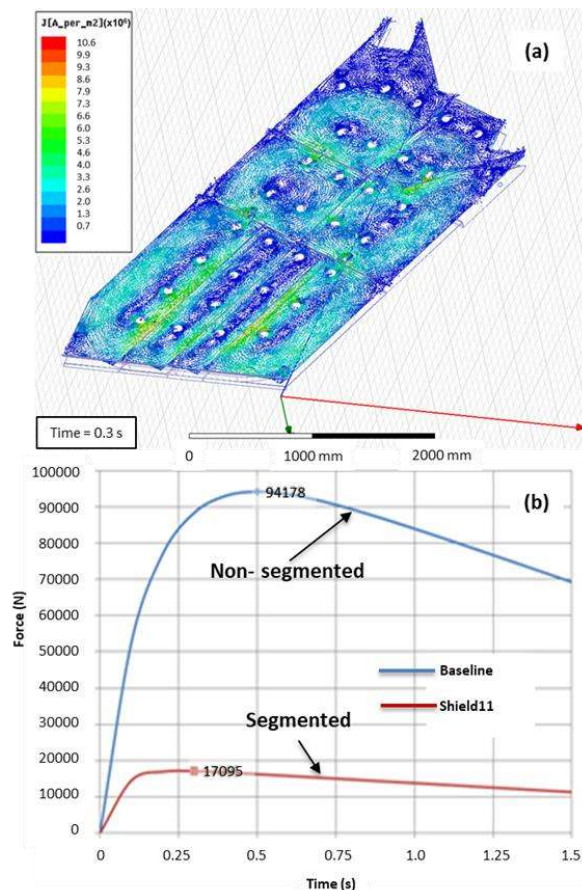 J[A_per_m2](x10⁶)
10.6
9.9
9.3
8.6
7.9
7.3
6.6
6.0
5.3
4.6
4.0
3.3
2.6
2.0
1.3
0.7
(a)
Time = 0.3 s
0 1000 mm 2000 mm
(b)
100000
90000
80000
70000
60000
50000
40000
30000
20000
10000
0
Force (N)
94178
Non- segmented
Baseline
Shield11
Segmented
17095
0 0.25 0.5 0.75 1.00 1.25 1.5
Time (s)